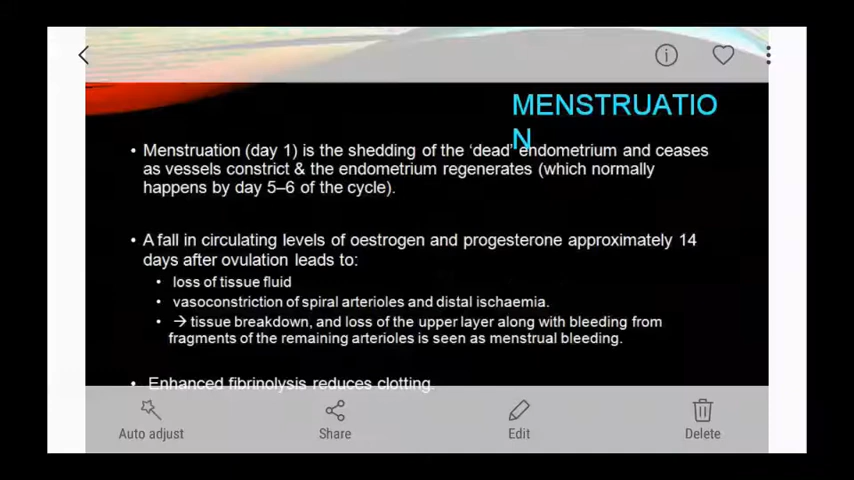 MENSTRUATIO
N
• Menstruation (day 1) is the shedding of the ‘dead’ endometrium and ceases
as vessels constrict & the endometrium regenerates (which normally
happens by day 5–6 of the cycle).
• A fall in circulating levels of oestrogen and progesterone approximately 14
days after ovulation leads to:
• loss of tissue fluid
• vasoconstriction of spiral arterioles and distal ischaemia.
• → tissue breakdown, and loss of the upper layer along with bleeding from
fragments of the remaining arterioles is seen as menstrual bleeding.
• Enhanced fibrinolysis reduces clotting.
Auto adjust
Share
Edit
Delete